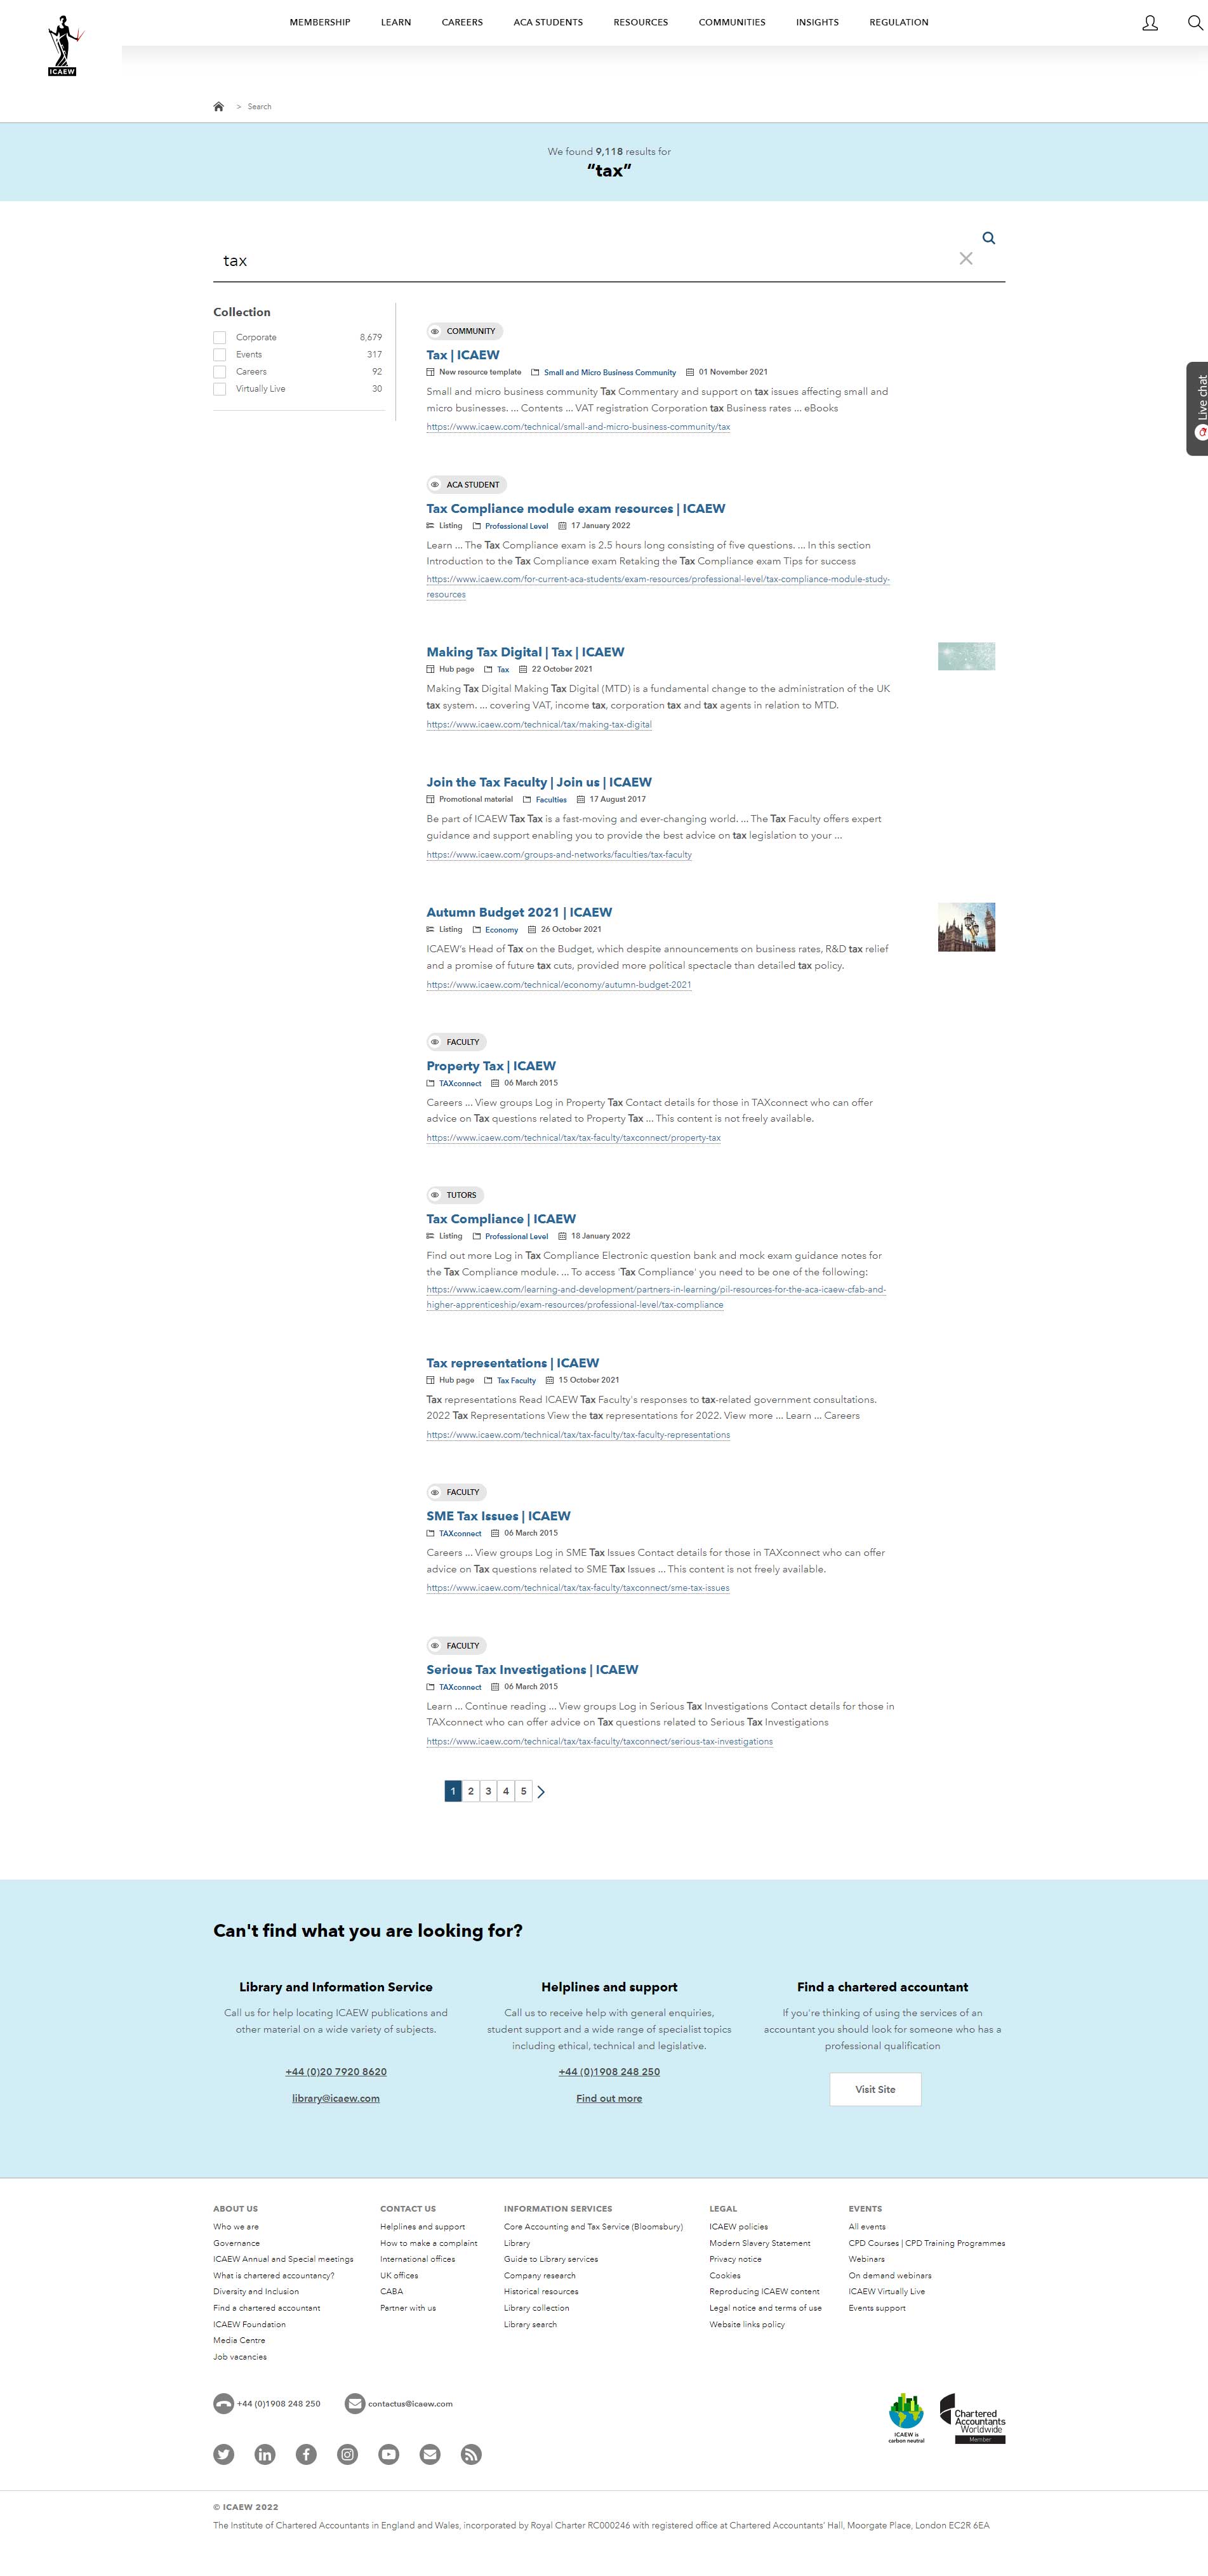 MEMBERSHIP LEARN CAREERS ACA STUDENTS RESOURCES COMMUNITIES INSIGHTS REGULATION
ICAEW
> Search
We found 9,118 results for
“tax”
tax
Collection
Corporate 8,679
Events 317
Careers 92
Virtually Live 30
Live chat
COMMUNITY
Tax | ICAEW
New resource template Small and Micro Business Community 01 November 2021
Small and micro business community Tax Commentary and support on tax issues affecting small and
micro businesses. ... Contents ... VAT registration Corporation tax Business rates ... eBooks
https://www.icaew.com/technical/small-and-micro-business-community/tax
ACA STUDENT
Tax Compliance module exam resources | ICAEW
Listing Professional Level 17 January 2022
Learn ... The Tax Compliance exam is 2.5 hours long consisting of five questions. ... In this section
Introduction to the Tax Compliance exam Retaking the Tax Compliance exam Tips for success
https://www.icaew.com/for-current-aca-students/exam-resources/professional-level/tax-compliance-module-study-
resources
Making Tax Digital | Tax | ICAEW
Hub page Tax 22 October 2021
Making Tax Digital Making Tax Digital (MTD) is a fundamental change to the administration of the UK
tax system. ... covering VAT, income tax, corporation tax and tax agents in relation to MTD.
https://www.icaew.com/technical/tax/making-tax-digital
Join the Tax Faculty | Join us | ICAEW
Promotional material Faculties 17 August 2017
Be part of ICAEW Tax Tax is a fast-moving and ever-changing world. ... The Tax Faculty offers expert
guidance and support enabling you to provide the best advice on tax legislation to your ...
https://www.icaew.com/groups-and-networks/faculties/tax-faculty
Autumn Budget 2021 | ICAEW
Listing Economy 26 October 2021
ICAEW's Head of Tax on the Budget, which despite announcements on business rates, R&D tax relief
and a promise of future tax cuts, provided more political spectacle than detailed tax policy.
https://www.icaew.com/technical/economy/autumn-budget-2021
FACULTY
Property Tax | ICAEW
TAXconnect 06 March 2015
Careers ... View groups Log in Property Tax Contact details for those in TAXconnect who can offer
advice on Tax questions related to Property Tax ... This content is not freely available.
https://www.icaew.com/technical/tax/tax-faculty/taxconnect/property-tax
TUTORS
Tax Compliance | ICAEW
Listing Professional Level 18 January 2022
Find out more Log in Tax Compliance Electronic question bank and mock exam guidance notes for
the Tax Compliance module. ... To access 'Tax Compliance' you need to be one of the following:
https://www.icaew.com/learning-and-development/partners-in-learning/pil-resources-for-the-aca-icaew-cfab-and-
higher-apprenticeship/exam-resources/professional-level/tax-compliance
Tax representations | ICAEW
Hub page Tax Faculty 15 October 2021
Tax representations Read ICAEW Tax Faculty's responses to tax-related government consultations.
2022 Tax Representations View the tax representations for 2022. View more ... Learn ... Careers
https://www.icaew.com/technical/tax/tax-faculty/tax-faculty-representations
FACULTY
SME Tax Issues | ICAEW
TAXconnect 06 March 2015
Careers ... View groups Log in SME Tax Issues Contact details for those in TAXconnect who can offer
advice on Tax questions related to SME Tax Issues ... This content is not freely available.
https://www.icaew.com/technical/tax/tax-faculty/taxconnect/sme-tax-issues
FACULTY
Serious Tax Investigations | ICAEW
TAXconnect 06 March 2015
Learn ... Continue reading ... View groups Log in Serious Tax Investigations Contact details for those in
TAXconnect who can offer advice on Tax questions related to Serious Tax Investigations
https://www.icaew.com/technical/tax/tax-faculty/taxconnect/serious-tax-investigations
1 2 3 4 5
Can't find what you are looking for?
Library and Information Service
Call us for help locating ICAEW publications and
other material on a wide variety of subjects.
+44 (0)20 7920 8620
library@icaew.com
Helplines and support
Call us to receive help with general enquiries,
student support and a wide range of specialist topics
including ethical, technical and legislative.
+44 (0)1908 248 250
Find out more
Find a chartered accountant
If you're thinking of using the services of an
accountant you should look for someone who has a
professional qualification
Visit Site
ABOUT US
Who we are
Governance
ICAEW Annual and Special meetings
What is chartered accountancy?
Diversity and Inclusion
Find a chartered accountant
ICAEW Foundation
Media Centre
Job vacancies
CONTACT US
Helplines and support
How to make a complaint
International offices
UK offices
CABA
Partner with us
INFORMATION SERVICES
Core Accounting and Tax Service (Bloomsbury)
Library
Guide to Library services
Company research
Historical resources
Library collection
Library search
LEGAL
ICAEW policies
Modern Slavery Statement
Privacy notice
Cookies
Reproducing ICAEW content
Legal notice and terms of use
Website links policy
EVENTS
All events
CPD Courses | CPD Training Programmes
Webinars
On demand webinars
ICAEW Virtually Live
Events support
+44 (0)1908 248 250 contactus@icaew.com
ICAEW is
carbon neutral
Chartered
Accountants
Worldwide
Member
© ICAEW 2022
The Institute of Chartered Accountants in England and Wales, incorporated by Royal Charter RC000246 with registered office at Chartered Accountants' Hall, Moorgate Place, London EC2R 6EA